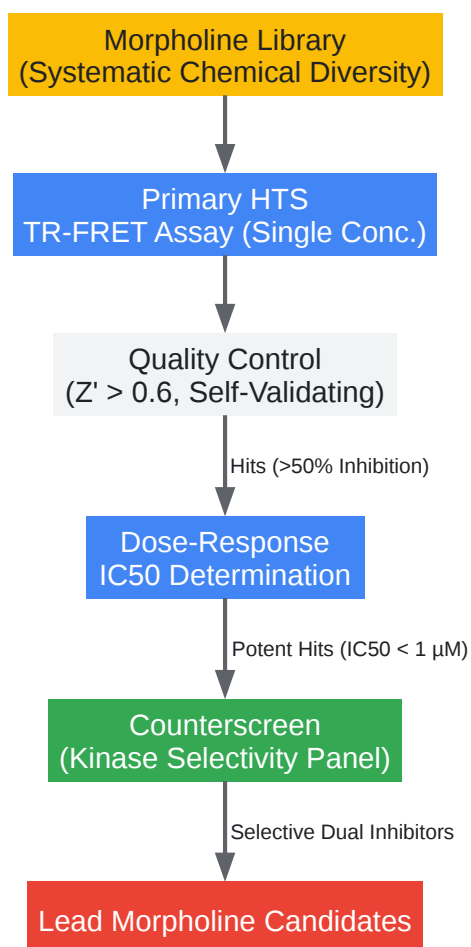 Morpholine Library
(Systematic Chemical Diversity)
Primary HTS
TR-FRET Assay (Single Conc.)
Quality Control
(Z' > 0.6, Self-Validating)
Hits (>50% Inhibition)
Dose-Response
IC50 Determination
Potent Hits (IC50 < 1 µM)
Counterscreen
(Kinase Selectivity Panel)
Selective Dual Inhibitors
Lead Morpholine Candidates